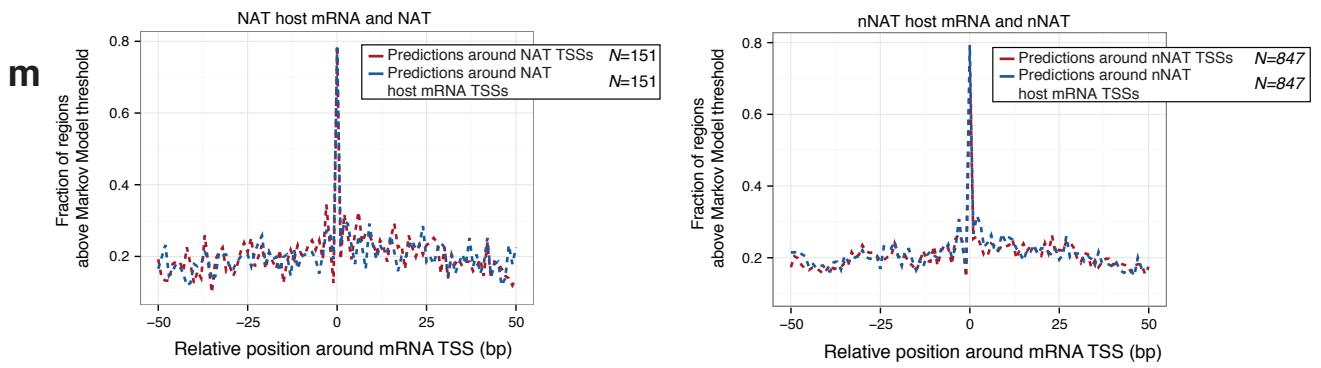 m
NAT host mRNA and NAT
Fraction of regions
above Markov Model threshold
0.8
0.6
0.4
0.2
Predictions around NAT TSSs N=151
Predictions around NAT N=151
host mRNA TSSs
−50 −25 0 25 50
Relative position around mRNA TSS (bp)
nNAT host mRNA and nNAT
Fraction of regions
above Markov Model threshold
0.8
0.6
0.4
0.2
Predictions around nNAT TSSs N=847
Predictions around nNAT N=847
host mRNA TSSs
−50 −25 0 25 50
Relative position around mRNA TSS (bp)